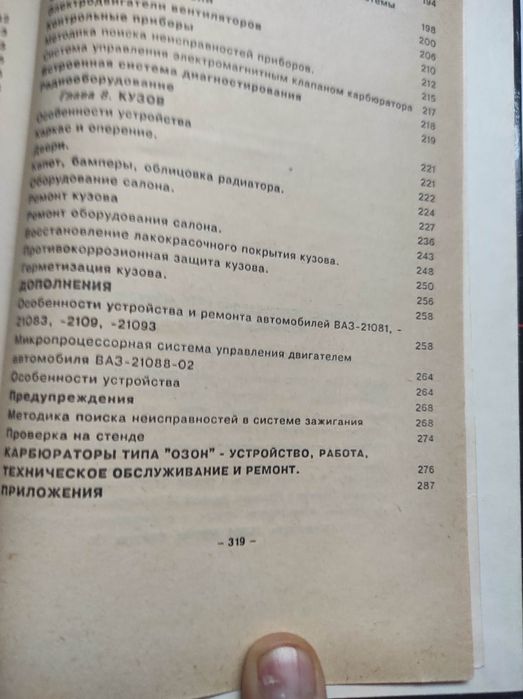 электродвигатели вентиляторов
194
контрольные приборы
198
Методика поиска неисправностей приборов.
200
206
Система управления электромагнитным клапаном карбюратора
210
Встроенная система диагностирования
212
Радиооборудование
215
Глава 8. КУЗОВ
217
Особенности устройства
218
Каркас и оперение.
219
Двери.
Капот, бамперы, облицовка радиатора.
221
Оборудование салона.
221
Ремонт кузова
222
Ремонт оборудования салона.
224
227
Восстановление лакокрасочного покрытия кузова.
236
Противокоррозионная защита кузова.
243
Герметизация кузова.
248
ДОПОЛНЕНИЯ
250
256
Особенности устройства и ремонта автомобилей ВАЗ-21081, -
258
21083, -2109, -21093
Микропроцессорная система управления двигателем
258
автомобиля ВАЗ-21088-02
Особенности устройства
264
Предупреждения
264
268
Методика поиска неисправностей в системе зажигания
268
Проверка на стенде
274
КАРБЮРАТОРЫ ТИПА "ОЗОН" - УСТРОЙСТВО, РАБОТА,
ТЕХНИЧЕСКОЕ ОБСЛУЖИВАНИЕ И РЕМОНТ.
276
ПРИЛОЖЕНИЯ
287
- 319 -